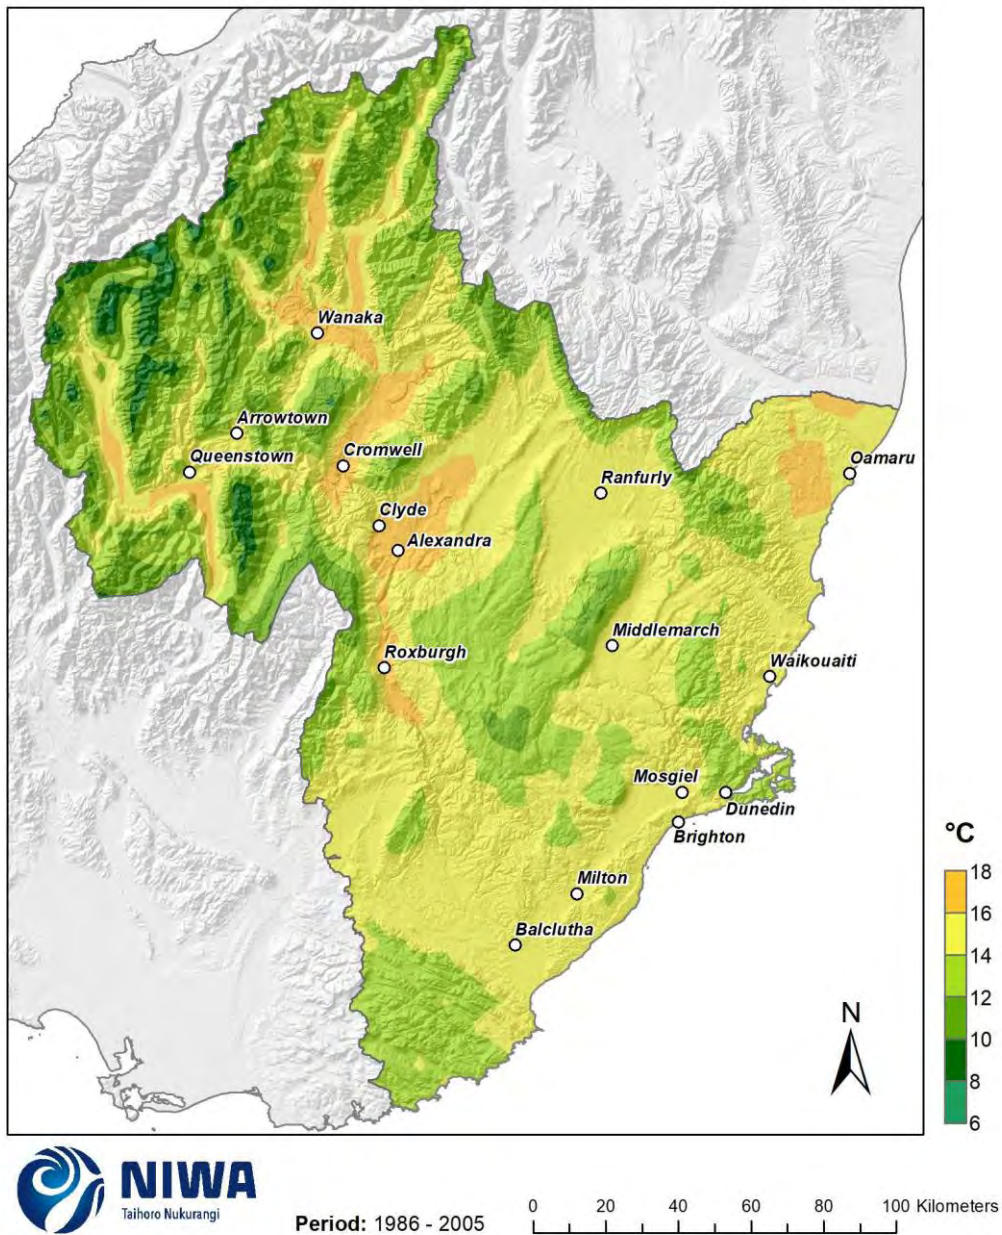 Wanaka
Arrowtown
Queenstown
Cromwell
Oamaru
Ranfurly
Clyde
Alexandra
Middlemarch
Roxburgh
Waikouaiti
Mosgiel
Dunedin
Brighton
Milton
Balclutha
N
°C
18
16
14
12
10
8
6
NIWA
Taihoro Nukurangi
Period: 1986 - 2005
0 20 40 60 80 100 Kilometers